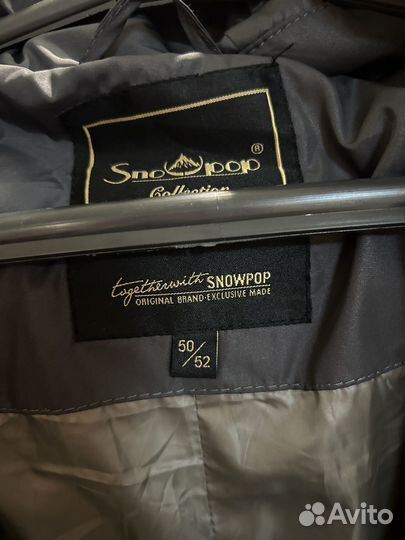 Snowpop ®
Collection
togetherwith SNOWPOP
ORIGINAL BRAND·EXCLUSIVE MADE
50/52
Avito